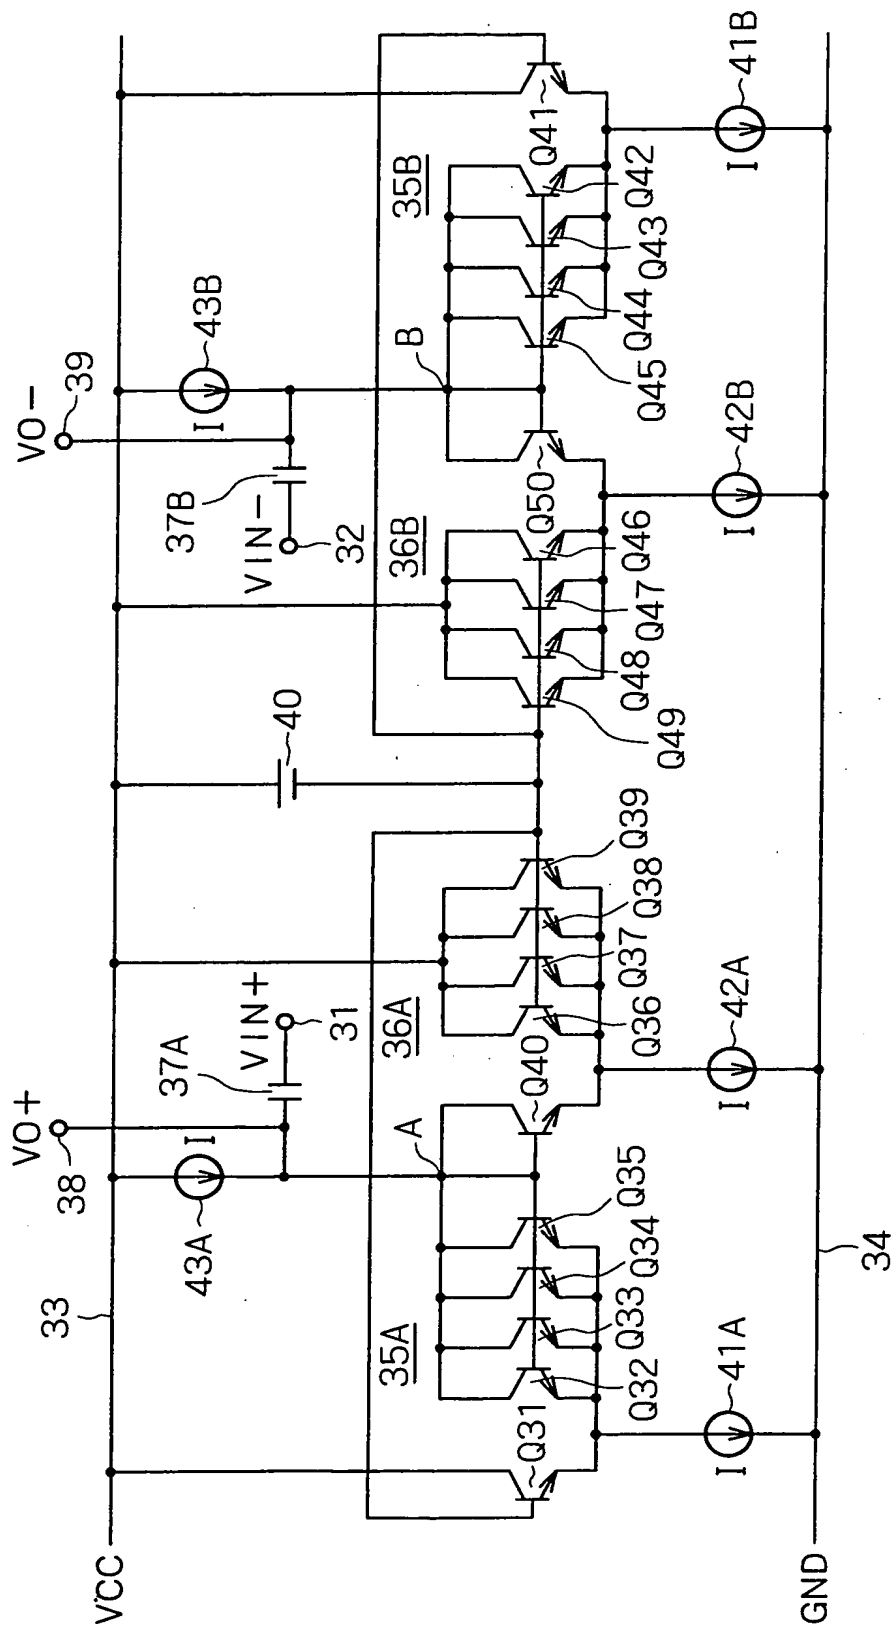 VCC
33
VO+
38
43A
I
37A
VIN+
31
40
VO−
39
43B
I
37B
VIN−
32
A
B
35A
36A
36B
35B
Q31
Q32
Q33
Q34
Q35
Q40
Q36
Q37
Q38
Q39
Q49
Q48
Q47
Q46
Q50
Q45
Q44
Q43
Q42
Q41
I
41A
I
42A
I
42B
I
41B
GND
34